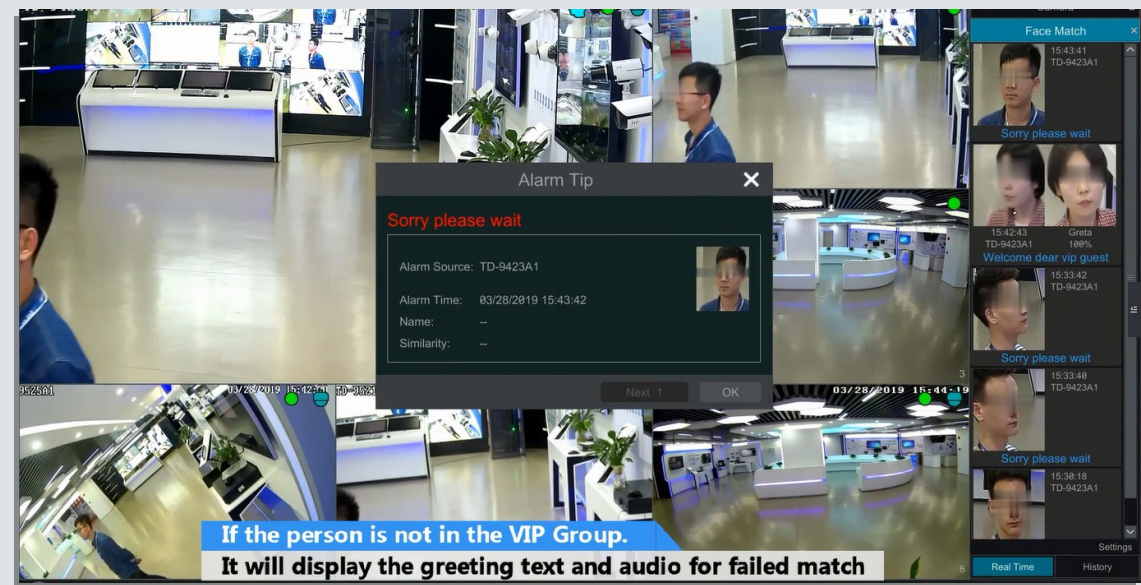 Face Match
15:43:41
TD-9423A1
Sorry please wait
15:42:43
TD-9423A1
Greta
100%
Welcome dear vip guest
15:33:42
TD-9423A1
Sorry please wait
15:33:40
TD-9423A1
Sorry please wait
15:30:18
TD-9423A1
Settings
Real Time
History
Alarm Tip
Sorry please wait
Alarm Source: TD-9423A1
Alarm Time: 03/28/2019 15:43:42
Name: --
Similarity: --
Next 1
OK
3
9525A1
03/28/2019 15:44:19
6
If the person is not in the VIP Group.
It will display the greeting text and audio for failed match